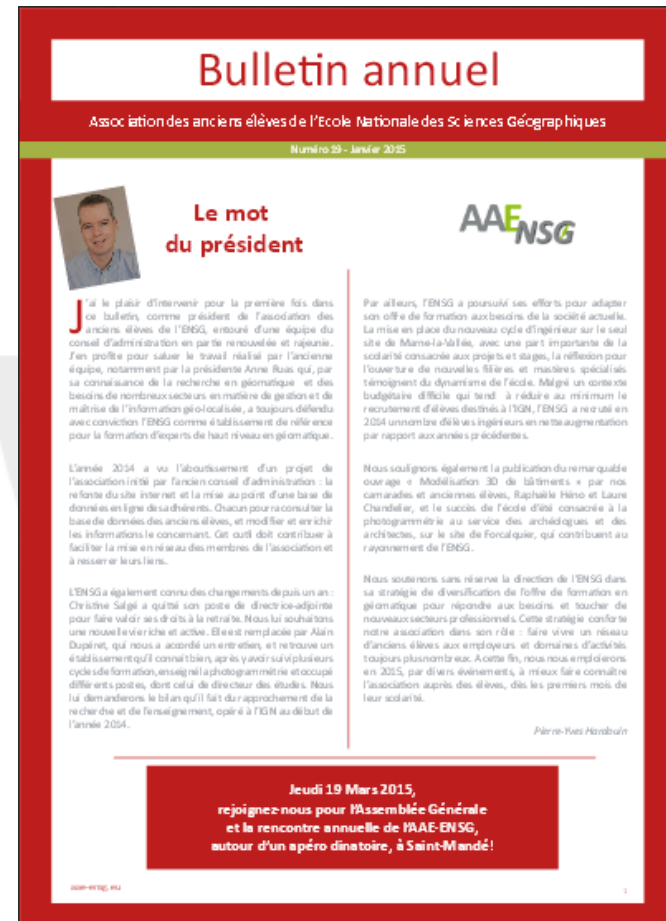 Bulletin annuel
Association des anciens élèves de l'Ecole Nationale des Sciences Géographiques
Numéro 19 - Janvier 2015
Le mot
du président
AAENSG
J'ai le plaisir d'intervenir pour la première fois dans
ce bulletin, comme président de l'association des
anciens élèves de l'ENSG, entouré d'une équipe du
conseil d'administration en partie renouvelée et rajeunie.
J'en profite pour saluer le travail réalisé par l'ancienne
équipe, notamment par la présidente Anne Ruas qui, par
sa connaissance de la recherche en géomatique et des
besoins de nombreux secteurs en matière de gestion et de
maîtrise de l'information géo-localisée, a toujours défendu
avec conviction l'ENSG comme établissement de référence
pour la formation d'experts de haut niveau en géomatique.
L'année 2014 a vu l'aboutissement d'un projet de
l'association initié par l'ancien conseil d'administration : la
refonte du site internet et la mise au point d'une base de
données en ligne des adhérents. Chacun pourra consulter la
base de données des anciens élèves, et modifier et enrichir
les informations le concernant. Cet outil doit contribuer à
faciliter la mise en réseau des membres de l'association et
à resserrer leurs liens.
L'ENSG a également connu des changements depuis un an :
Christine Salgé a quitté son poste de directrice-adjointe
pour faire valoir ses droits à la retraite. Nous lui souhaitons
une nouvelle vie riche et active. Elle est remplacée par Alain
Dupéret, qui nous a accordé un entretien, et retrouve un
établissement qu'il connait bien, après y avoir suivi plusieurs
cycles de formation, enseigné la photogrammétrie et occupé
différents postes, dont celui de directeur des études. Nous
lui demanderons le bilan qu'il fait du rapprochement de la
recherche et de l'enseignement, opéré à l'IGN au début de
l'année 2014.
Par ailleurs, l'ENSG a poursuivi ses efforts pour adapter
son offre de formation aux besoins de la société actuelle.
La mise en place du nouveau cycle d'ingénieur sur le seul
site de Marne-la-Vallée, avec une part importante de la
scolarité consacrée aux projets et stages, la réflexion pour
l'ouverture de nouvelles filières et mastères spécialisés
témoignent du dynamisme de l'école. Malgré un contexte
budgétaire difficile qui tend à réduire au minimum le
recrutement d'élèves destinés à l'IGN, l'ENSG a recruté en
2014 un nombre d'élèves ingénieurs en nette augmentation
par rapport aux années précédentes.
Nous soulignons également la publication du remarquable
ouvrage « Modélisation 3D de bâtiments » par nos
camarades et anciennes élèves, Raphaële Héno et Laure
Chandelier, et le succès de l'école d'été consacrée à la
photogrammétrie au service des archéologues et des
architectes, sur le site de Forcalquier, qui contribuent au
rayonnement de l'ENSG.
Nous soutenons sans réserve la direction de l'ENSG dans
sa stratégie de diversification de l'offre de formation en
géomatique pour répondre aux besoins et toucher de
nouveaux secteurs professionnels. Cette stratégie conforte
notre association dans son rôle : faire vivre un réseau
d'anciens élèves aux employeurs et domaines d'activités
toujours plus nombreux. A cette fin, nous nous emploierons
en 2015, par divers événements, à mieux faire connaître
l'association auprès des élèves, dès les premiers mois de
leur scolarité.
Pierre-Yves
Jeudi 19 Mars 2015,
rejoignez-nous pour l'Assemblée Générale
et la rencontre annuelle de l'AAE-ENSG,
autour d'un apéro dinatoire, à Saint-Mandé!
aae-ensg.eu
1